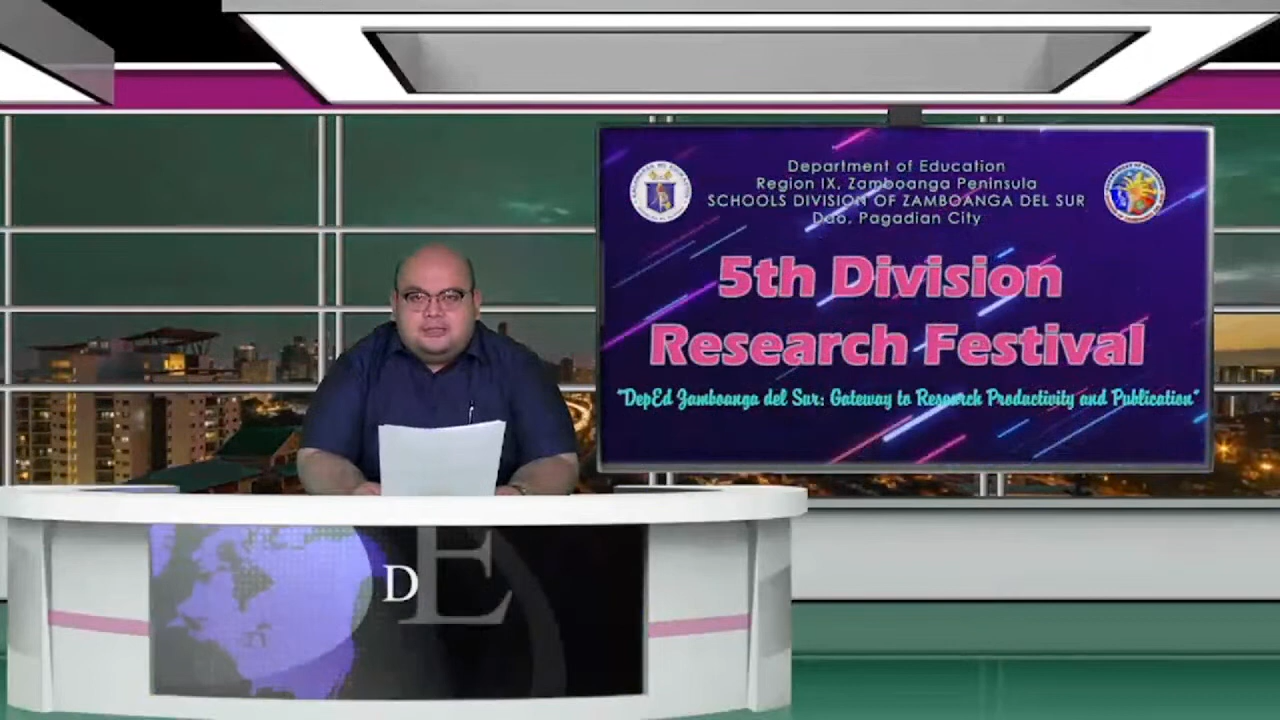 Department of Education
Region IX, Zamboanga Peninsula
SCHOOLS DIVISION OF ZAMBOANGA DEL SUR
Dao, Pagadian City
5th Division
Research Festival
"DepEd Zamboanga del Sur: Gateway to Research Productivity and Publication"
DE